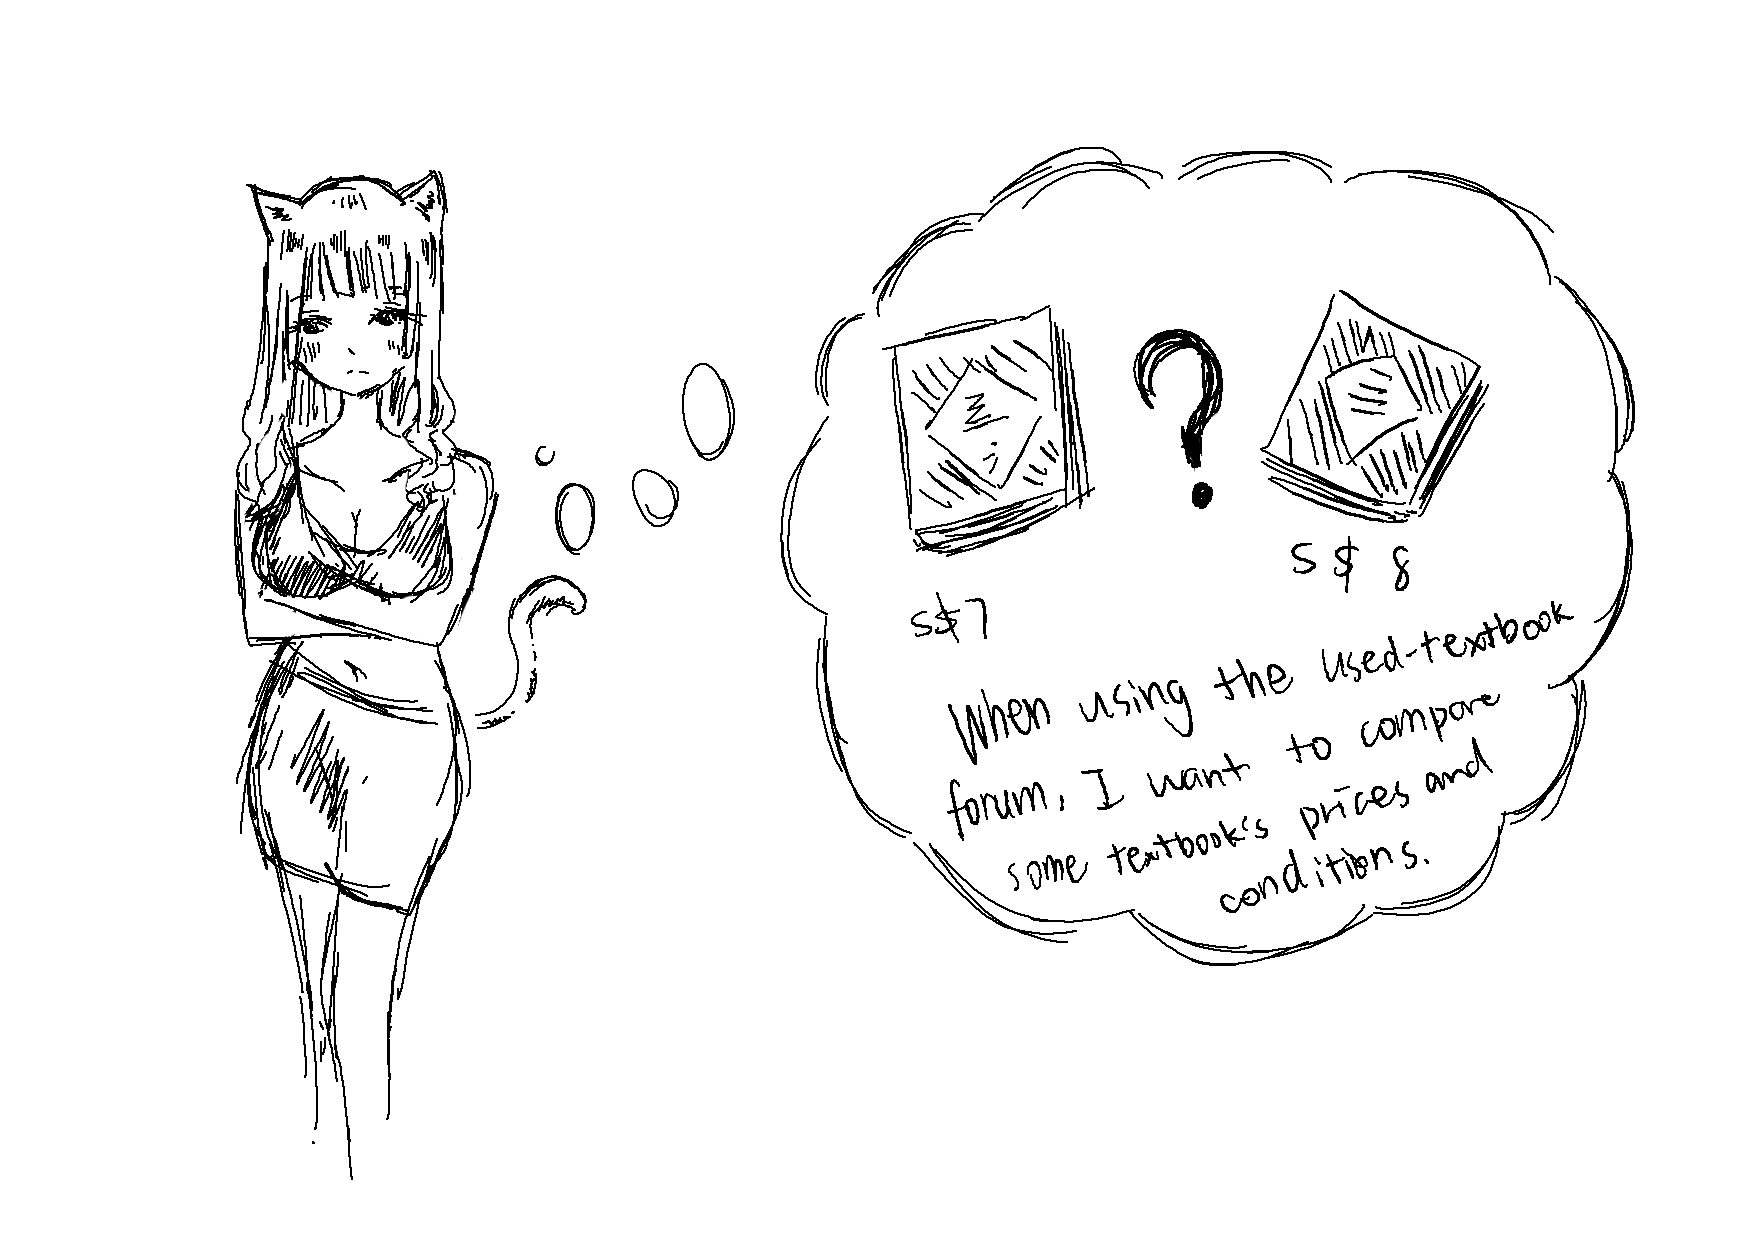 S$7
S$ 8
When using the used-textbook
forum, I want to compare
some textbook's prices and
conditions.